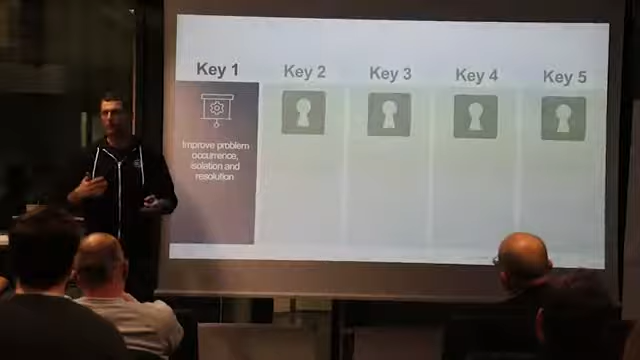 Key 1
Key 2
Key 3
Key 4
Key 5
Improve problem
occurrence,
isolation and
resolution